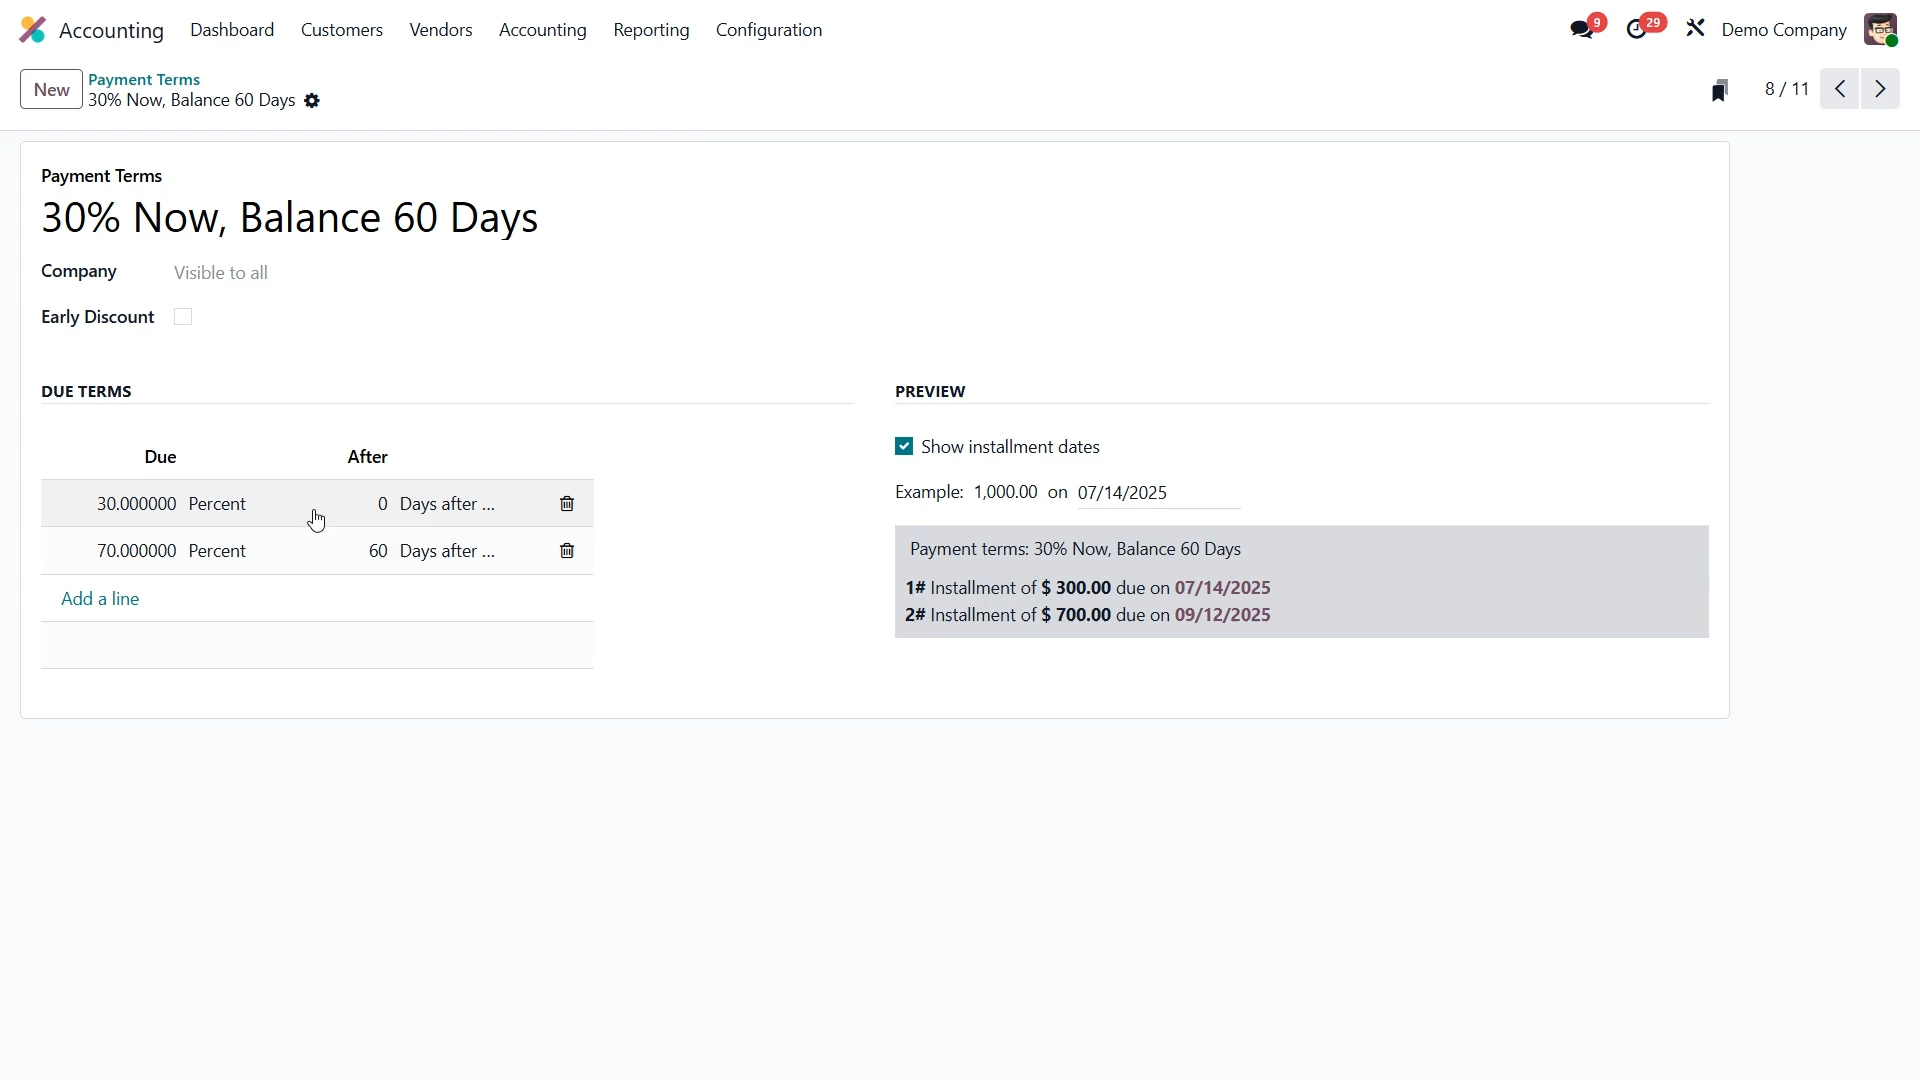 Accounting Dashboard Customers Vendors Accounting Reporting Configuration 9 29 Demo Company
New Payment Terms
30% Now, Balance 60 Days
8 / 11
Payment Terms
30% Now, Balance 60 Days
Company Visible to all
Early Discount
DUE TERMS
Due After
30.000000 Percent 0 Days after ...
70.000000 Percent 60 Days after ...
Add a line
PREVIEW
Show installment dates
Example: 1,000.00 on 07/14/2025
Payment terms: 30% Now, Balance 60 Days
1# Installment of $ 300.00 due on 07/14/2025
2# Installment of $ 700.00 due on 09/12/2025